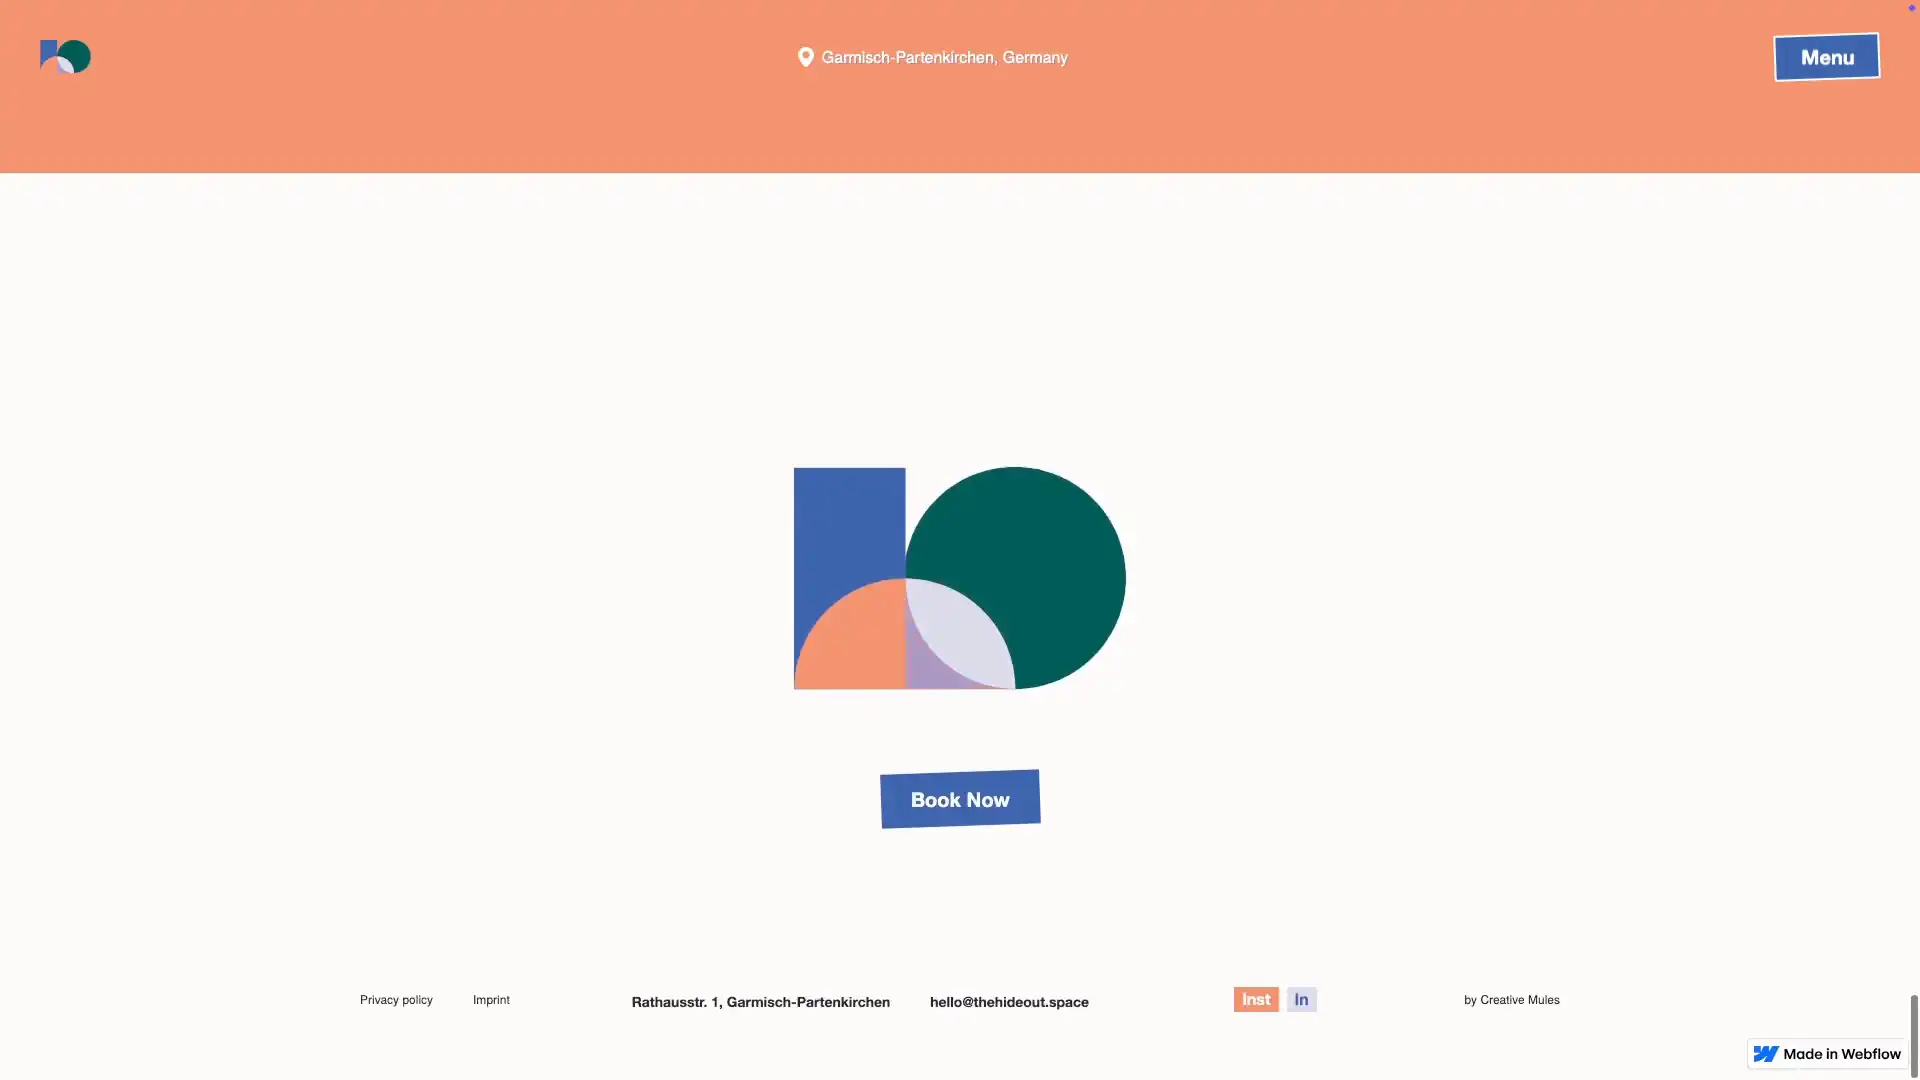 Garmisch-Partenkirchen, Germany
Menu
Book Now
Privacy policy
Imprint
Rathausstr. 1, Garmisch-Partenkirchen
hello@thehideout.space
Inst
In
by Creative Mules
Made in Webflow